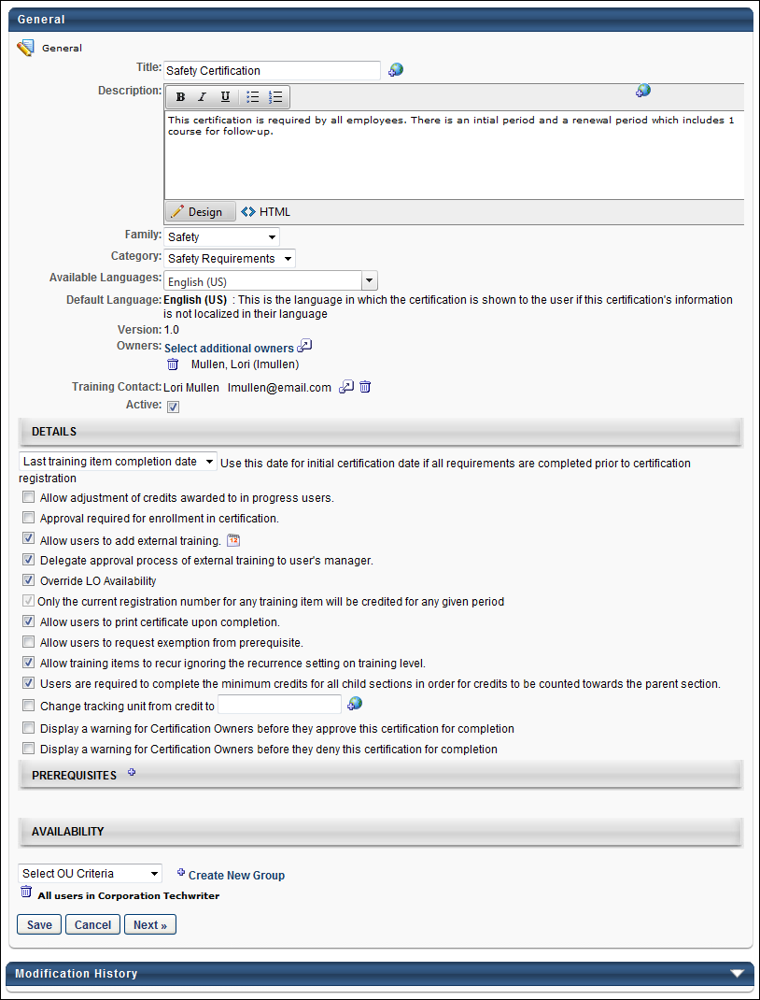 General
General
Title: Safety Certification
Description: B I U
This certification is required by all employees. There is an intial period and a renewal period which includes 1
course for follow-up.
Design <> HTML
Family: Safety
Category: Safety Requirements
Available Languages: English (US)
Default Language: English (US) : This is the language in which the certification is shown to the user if this certification's information
is not localized in their language
Version: 1.0
Owners: Select additional owners
Mullen, Lori (lmullen)
Training Contact: Lori Mullen lmullen@email.com
Active:
DETAILS
Last training item completion date Use this date for initial certification date if all requirements are completed prior to certification
registration
Allow adjustment of credits awarded to in progress users.
Approval required for enrollment in certification.
Allow users to add external training. 12
Delegate approval process of external training to user's manager.
Override LO Availability
Only the current registration number for any training item will be credited for any given period
Allow users to print certificate upon completion.
Allow users to request exemption from prerequisite.
Allow training items to recur ignoring the recurrence setting on training level.
Users are required to complete the minimum credits for all child sections in order for credits to be counted towards the parent section.
Change tracking unit from credit to
Display a warning for Certification Owners before they approve this certification for completion
Display a warning for Certification Owners before they deny this certification for completion
PREREQUISITES
AVAILABILITY
Select OU Criteria Create New Group
All users in Corporation Techwriter
Save Cancel Next »
Modification History